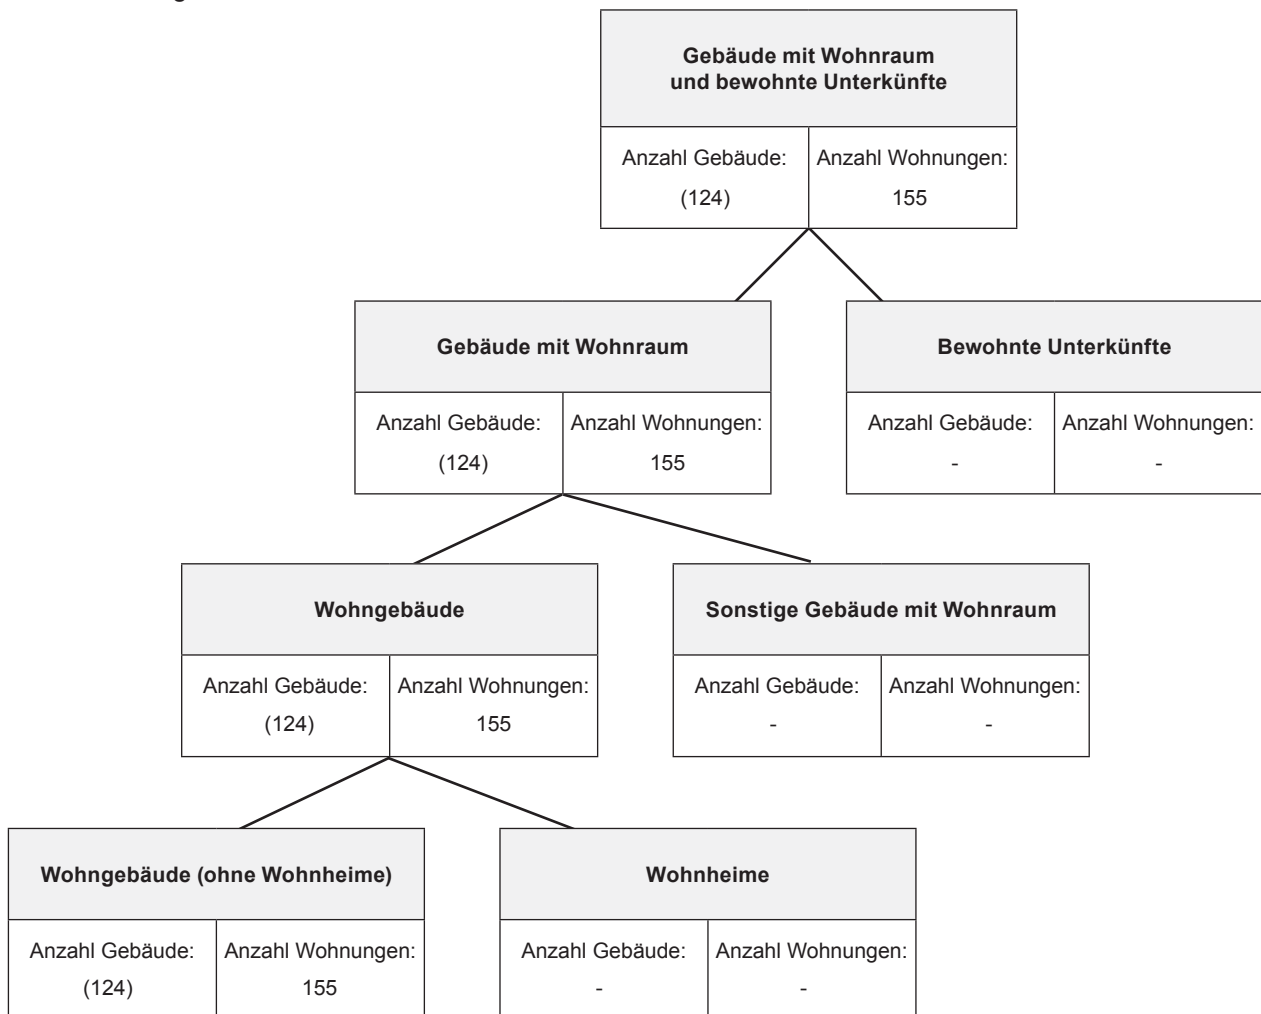 Gebäude mit Wohnraum
und bewohnte Unterkünfte
Anzahl Gebäude: Anzahl Wohnungen:
(124) 155
Gebäude mit Wohnraum Bewohnte Unterkünfte
Anzahl Gebäude: Anzahl Wohnungen: Anzahl Gebäude: Anzahl Wohnungen:
(124) 155 - -
Wohngebäude Sonstige Gebäude mit Wohnraum
Anzahl Gebäude: Anzahl Wohnungen: Anzahl Gebäude: Anzahl Wohnungen:
(124) 155 - -
Wohngebäude (ohne Wohnheime) Wohnheime
Anzahl Gebäude: Anzahl Wohnungen: Anzahl Gebäude: Anzahl Wohnungen:
(124) 155 - -